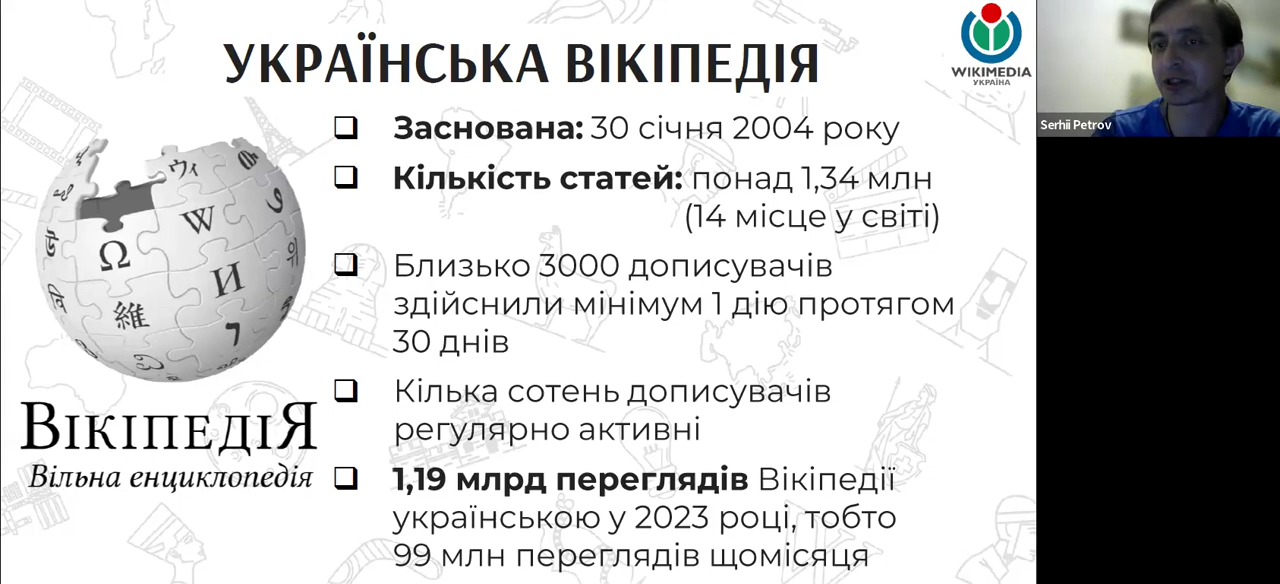 УКРАЇНСЬКА ВІКІПЕДІЯ
WIKIMEDIA
УКРАЇНА
Serhii Petrov
Заснована: 30 січня 2004 року
Кількість статей: понад 1,34 млн
(14 місце у світі)
Близько 3000 дописувачів
здійснили мінімум 1 дію протягом
30 днів
Кілька сотень дописувачів
регулярно активні
1,19 млрд переглядів Вікіпедії
українською у 2023 році, тобто
99 млн переглядів щомісяця
Ω
W
И
維
ВікіпедіЯ
Вільна енциклопедія